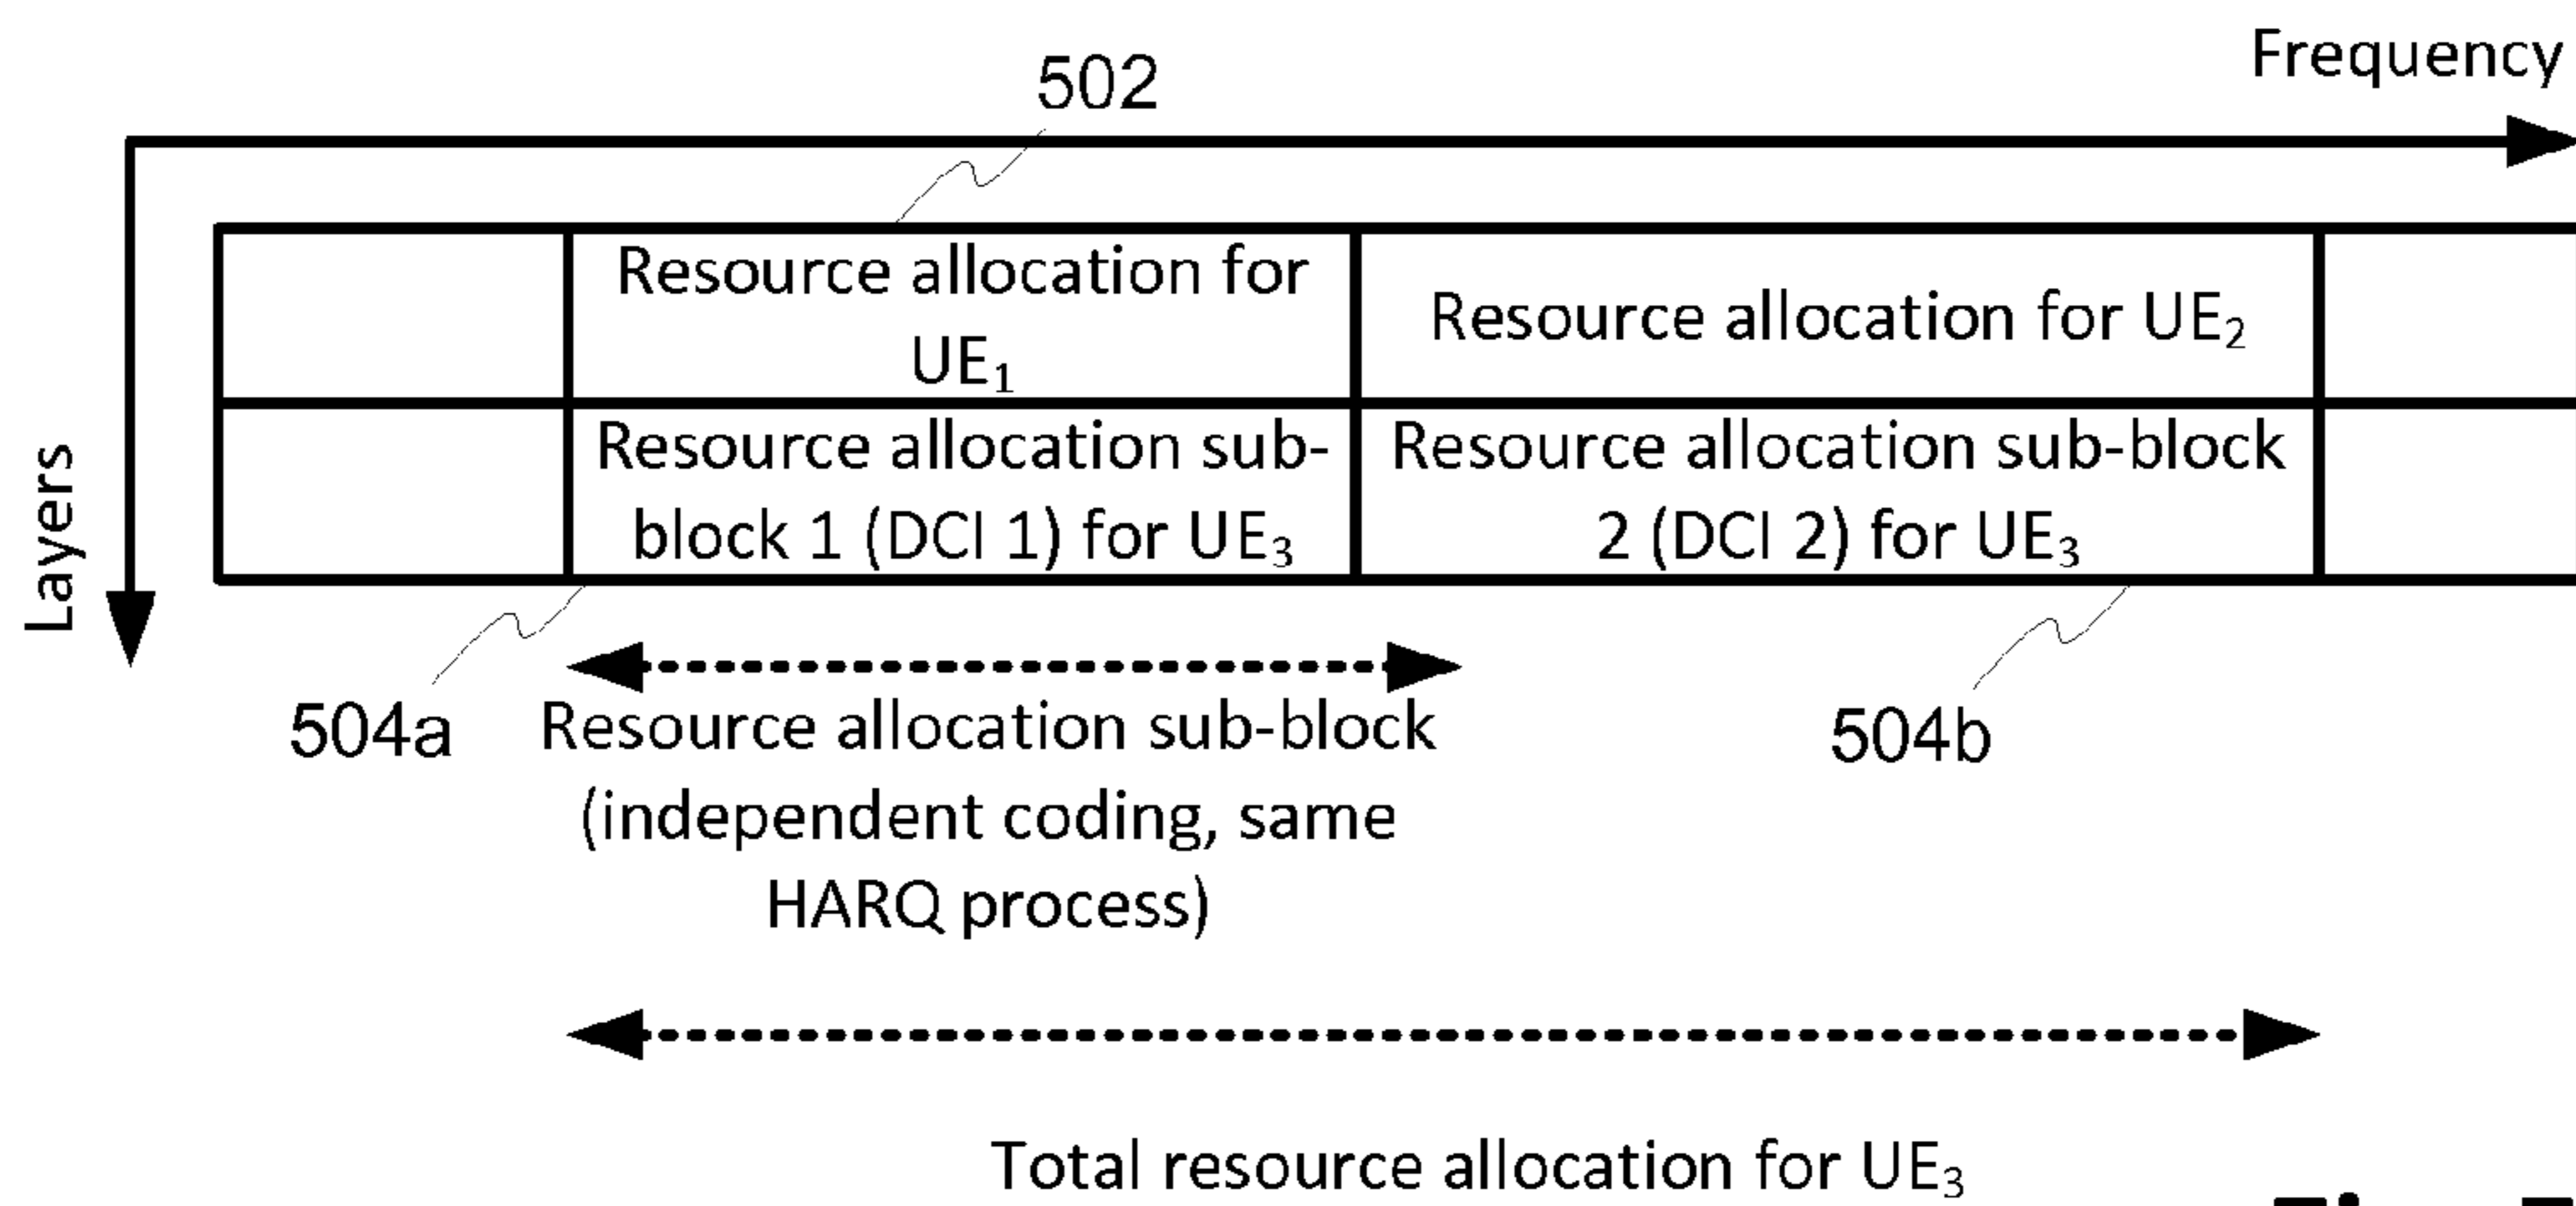 Frequency
502
Resource allocation for
UE₁
Resource allocation for UE₂
Layers
Resource allocation sub-
block 1 (DCI 1) for UE₃
Resource allocation sub-block
2 (DCI 2) for UE₃
504a
Resource allocation sub-block
(independent coding, same
HARQ process)
504b
Total resource allocation for UE₃